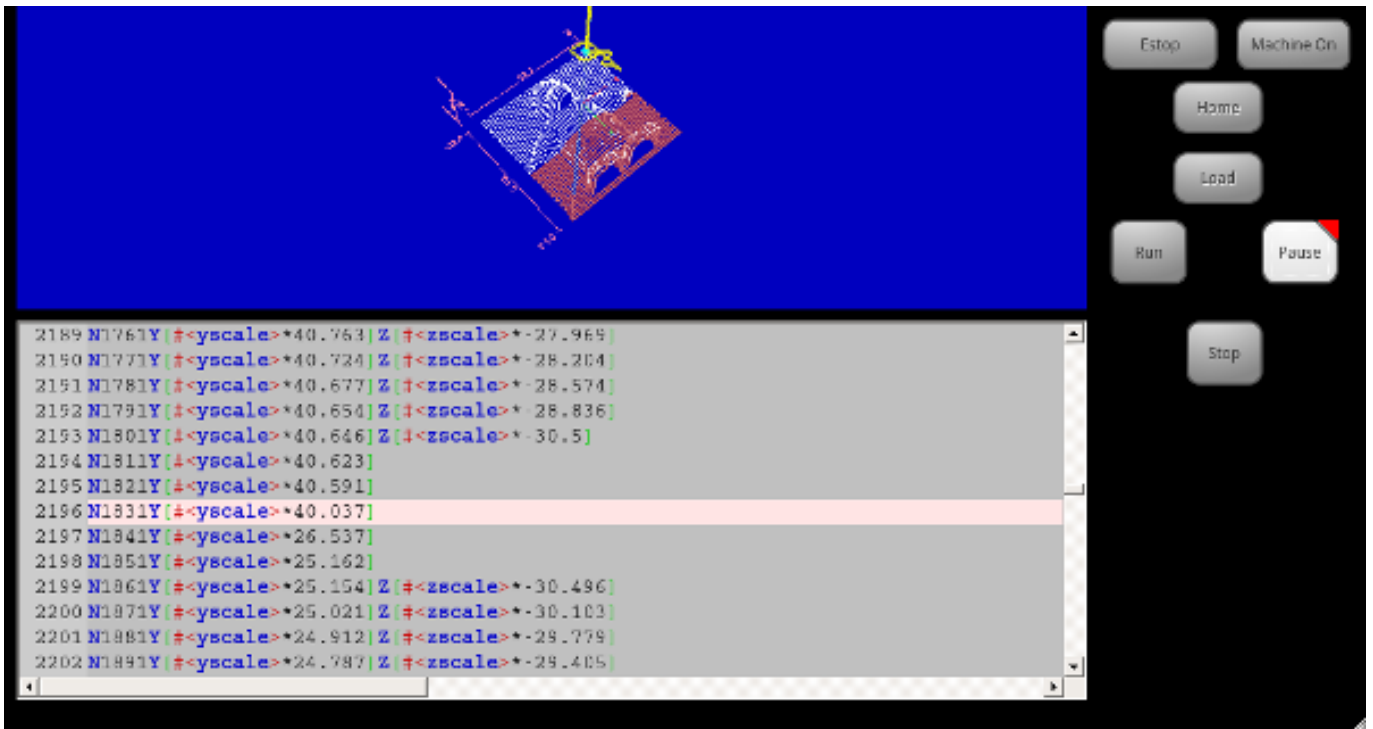 Estop
Machine On
Home
Load
Run
Pause
Stop
2189 N1761Y[#<yscale>*40.763]Z[#<zscale>*-27.969]
2190 N1771Y[#<yscale>*40.724]Z[#<zscale>*-28.204]
2191 N1781Y[#<yscale>*40.677]Z[#<zscale>*-28.574]
2192 N1791Y[#<yscale>*40.654]Z[#<zscale>*-28.836]
2193 N1801Y[#<yscale>*40.646]Z[#<zscale>*-30.5]
2194 N1811Y[#<yscale>*40.623]
2195 N1821Y[#<yscale>*40.591]
2196 N1831Y[#<yscale>*40.037]
2197 N1841Y[#<yscale>*26.537]
2198 N1851Y[#<yscale>*25.162]
2199 N1861Y[#<yscale>*25.154]Z[#<zscale>*-30.496]
2200 N1871Y[#<yscale>*25.021]Z[#<zscale>*-30.103]
2201 N1881Y[#<yscale>*24.912]Z[#<zscale>*-29.779]
2202 N1891Y[#<yscale>*24.787]Z[#<zscale>*-29.405]